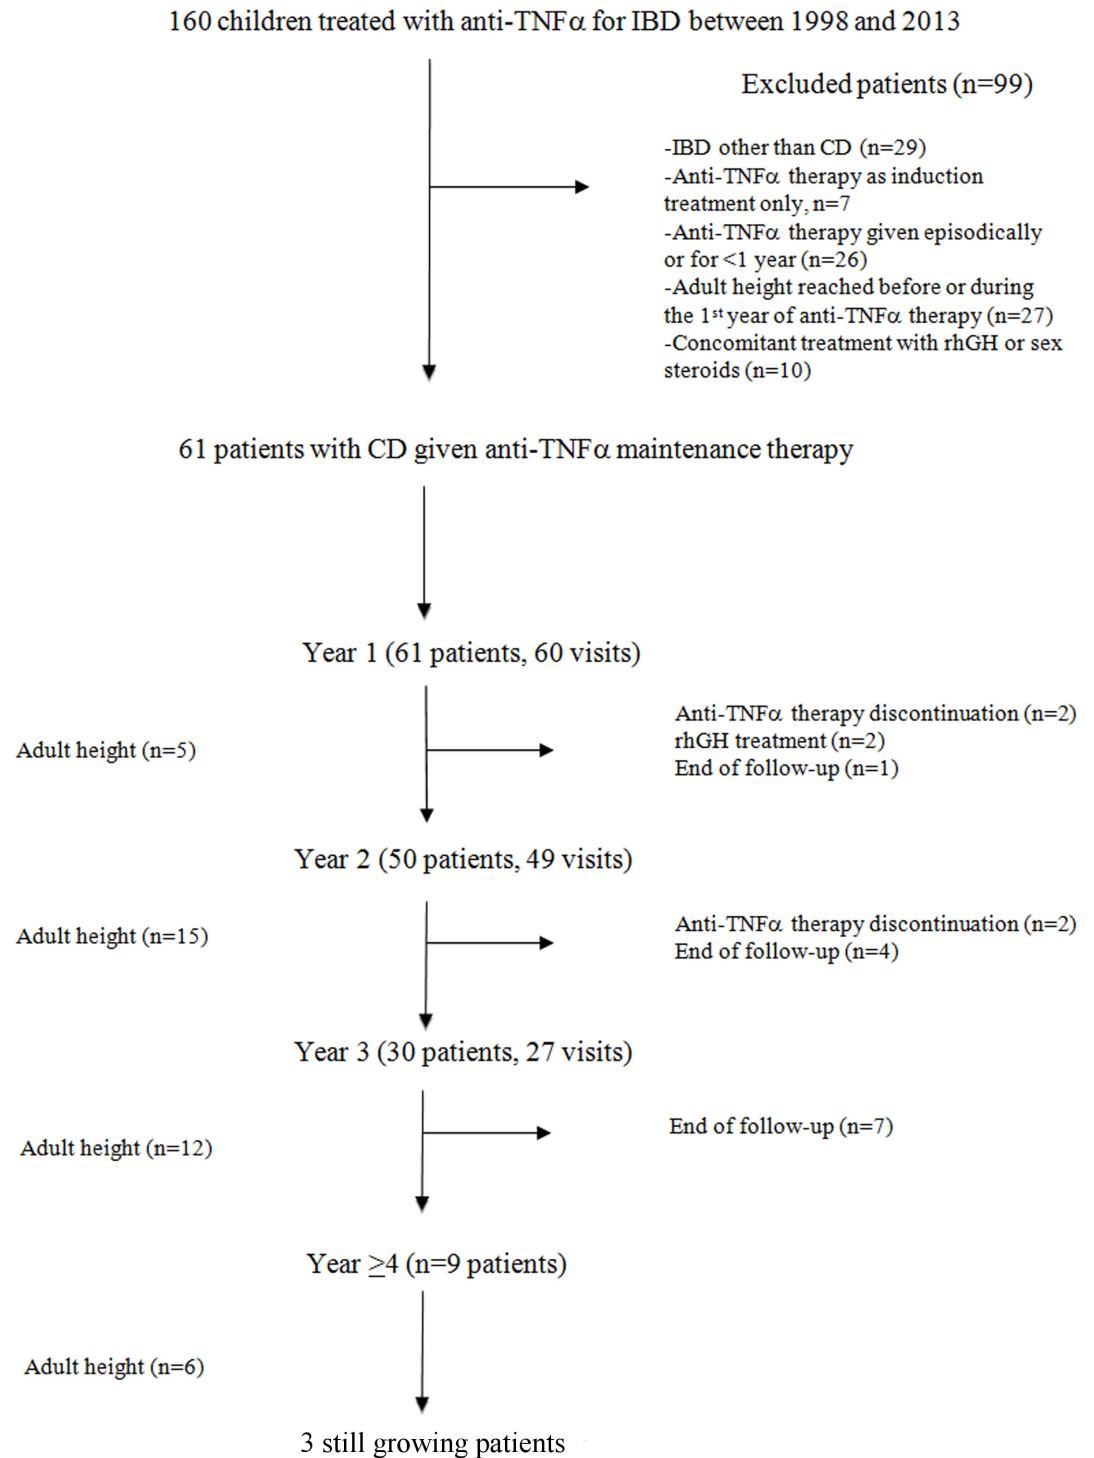 160 children treated with anti-TNFα for IBD between 1998 and 2013
Excluded patients (n=99)
-IBD other than CD (n=29)
-Anti-TNFα therapy as induction
treatment only, n=7
-Anti-TNFα therapy given episodically
or for <1 year (n=26)
-Adult height reached before or during
the 1st year of anti-TNFα therapy (n=27)
-Concomitant treatment with rhGH or sex
steroids (n=10)
61 patients with CD given anti-TNFα maintenance therapy
Year 1 (61 patients, 60 visits)
Adult height (n=5)
Anti-TNFα therapy discontinuation (n=2)
rhGH treatment (n=2)
End of follow-up (n=1)
Year 2 (50 patients, 49 visits)
Adult height (n=15)
Anti-TNFα therapy discontinuation (n=2)
End of follow-up (n=4)
Year 3 (30 patients, 27 visits)
Adult height (n=12)
End of follow-up (n=7)
Year ≥4 (n=9 patients)
Adult height (n=6)
3 still growing patients